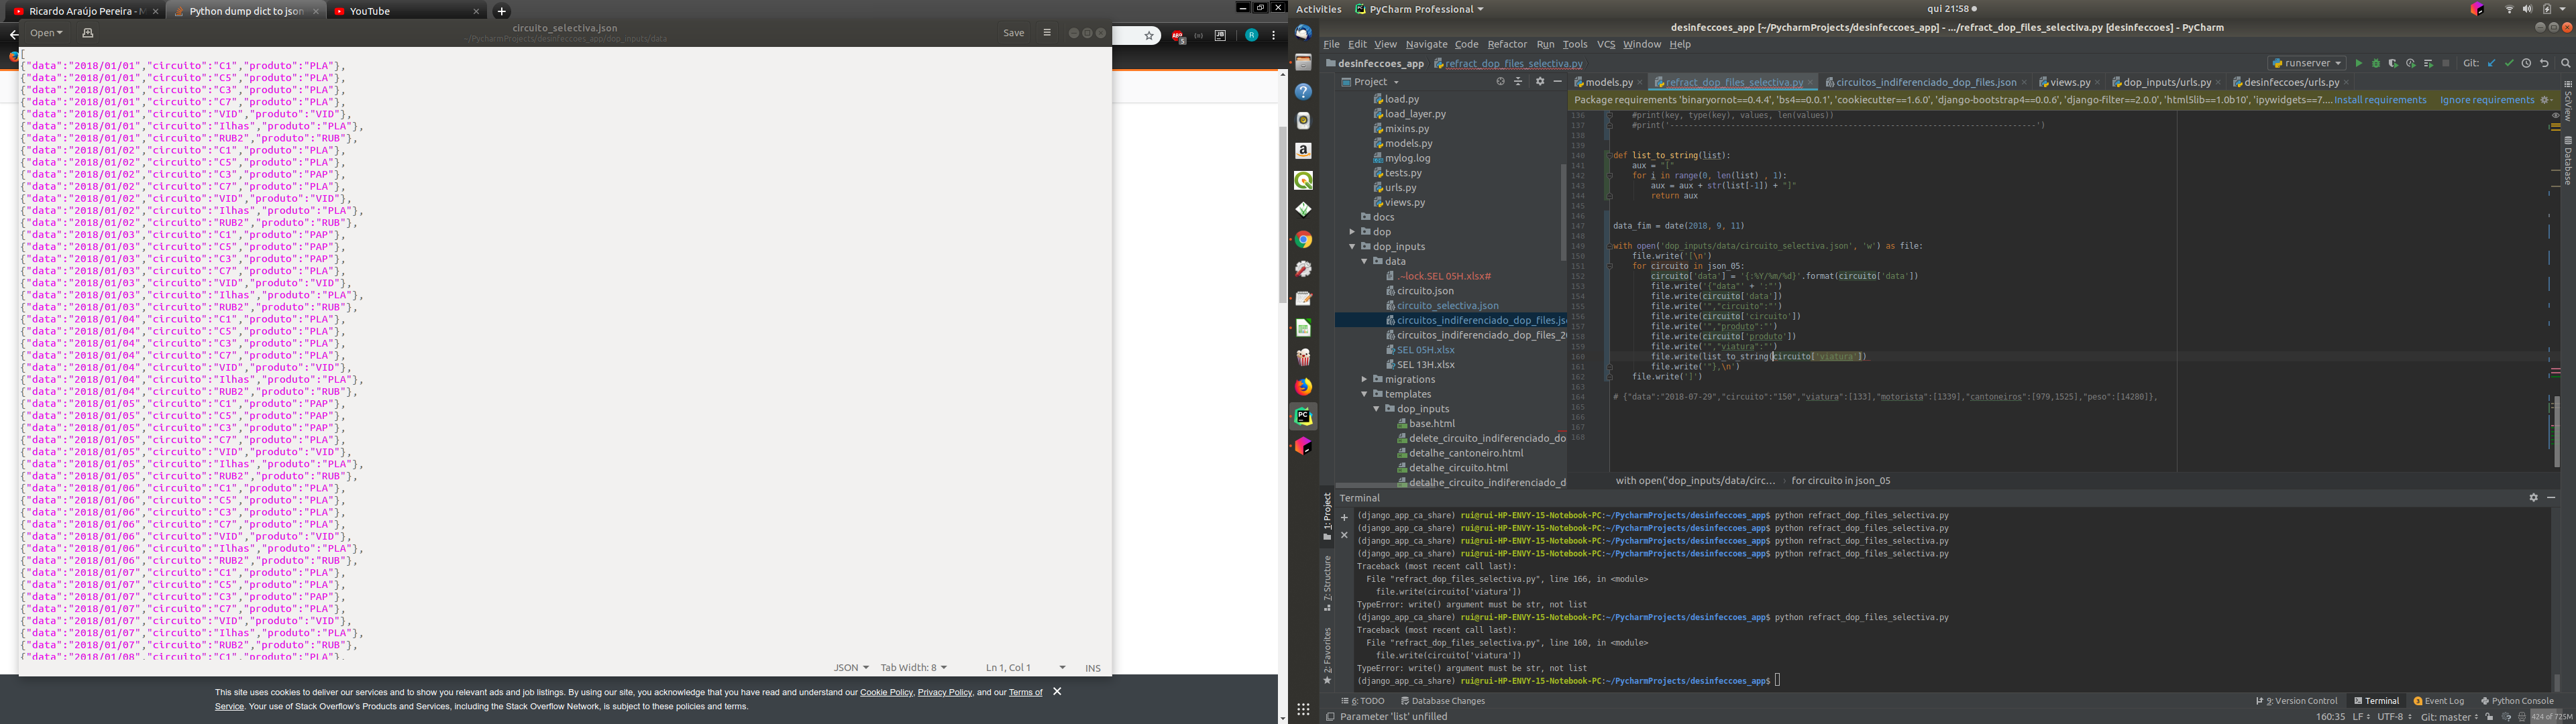 Ricardo Araújo Pereira - M
Python dump dict to json
YouTube
Open
circuito_selectiva.json
~/PycharmProjects/desinfeccoes_app/dop_inputs/data
Save
[
{"data":"2018/01/01","circuito":"C1","produto":"PLA"},
{"data":"2018/01/01","circuito":"C5","produto":"PLA"},
{"data":"2018/01/01","circuito":"C3","produto":"PLA"},
{"data":"2018/01/01","circuito":"C7","produto":"PLA"},
{"data":"2018/01/01","circuito":"VID","produto":"VID"},
{"data":"2018/01/01","circuito":"Ilhas","produto":"PLA"},
{"data":"2018/01/01","circuito":"RUB2","produto":"RUB"},
{"data":"2018/01/02","circuito":"C1","produto":"PLA"},
{"data":"2018/01/02","circuito":"C5","produto":"PLA"},
{"data":"2018/01/02","circuito":"C3","produto":"PAP"},
{"data":"2018/01/02","circuito":"C7","produto":"PLA"},
{"data":"2018/01/02","circuito":"VID","produto":"VID"},
{"data":"2018/01/02","circuito":"Ilhas","produto":"PLA"},
{"data":"2018/01/02","circuito":"RUB2","produto":"RUB"},
{"data":"2018/01/03","circuito":"C1","produto":"PAP"},
{"data":"2018/01/03","circuito":"C5","produto":"PAP"},
{"data":"2018/01/03","circuito":"C3","produto":"PAP"},
{"data":"2018/01/03","circuito":"C7","produto":"PLA"},
{"data":"2018/01/03","circuito":"VID","produto":"VID"},
{"data":"2018/01/03","circuito":"Ilhas","produto":"PLA"},
{"data":"2018/01/03","circuito":"RUB2","produto":"RUB"},
{"data":"2018/01/04","circuito":"C1","produto":"PLA"},
{"data":"2018/01/04","circuito":"C5","produto":"PLA"},
{"data":"2018/01/04","circuito":"C3","produto":"PLA"},
{"data":"2018/01/04","circuito":"C7","produto":"PLA"},
{"data":"2018/01/04","circuito":"VID","produto":"VID"},
{"data":"2018/01/04","circuito":"Ilhas","produto":"PLA"},
{"data":"2018/01/04","circuito":"RUB2","produto":"RUB"},
{"data":"2018/01/05","circuito":"C1","produto":"PAP"},
{"data":"2018/01/05","circuito":"C5","produto":"PAP"},
{"data":"2018/01/05","circuito":"C3","produto":"PAP"},
{"data":"2018/01/05","circuito":"C7","produto":"PLA"},
{"data":"2018/01/05","circuito":"VID","produto":"VID"},
{"data":"2018/01/05","circuito":"Ilhas","produto":"PLA"},
{"data":"2018/01/05","circuito":"RUB2","produto":"RUB"},
{"data":"2018/01/06","circuito":"C1","produto":"PLA"},
{"data":"2018/01/06","circuito":"C5","produto":"PLA"},
{"data":"2018/01/06","circuito":"C3","produto":"PLA"},
{"data":"2018/01/06","circuito":"C7","produto":"PLA"},
{"data":"2018/01/06","circuito":"VID","produto":"VID"},
{"data":"2018/01/06","circuito":"Ilhas","produto":"PLA"},
{"data":"2018/01/06","circuito":"RUB2","produto":"RUB"},
{"data":"2018/01/07","circuito":"C1","produto":"PLA"},
{"data":"2018/01/07","circuito":"C5","produto":"PLA"},
{"data":"2018/01/07","circuito":"C3","produto":"PAP"},
{"data":"2018/01/07","circuito":"C7","produto":"PLA"},
{"data":"2018/01/07","circuito":"VID","produto":"VID"},
{"data":"2018/01/07","circuito":"Ilhas","produto":"PLA"},
{"data":"2018/01/07","circuito":"RUB2","produto":"RUB"},
{"data":"2018/01/08","circuito":"C1","produto":"PLA"},
JSON Tab Width: 8 Ln 1, Col 1 INS
This site uses cookies to deliver our services and to show you relevant ads and job listings. By using our site, you acknowledge that you have read and understand our Cookie Policy, Privacy Policy, and our Terms of
Service. Your use of Stack Overflow's Products and Services, including the Stack Overflow Network, is subject to these policies and terms.
Activities PyCharm Professional qui 21:58
desinfeccoes_app [~/PycharmProjects/desinfeccoes_app] - .../refract_dop_files_selectiva.py [desinfeccoes] - PyCharm
File Edit View Navigate Code Refactor Run Tools VCS Window Help
desinfeccoes_app refract_dop_files_selectiva.py runserver Git:
Project models.py refract_dop_files_selectiva.py circuitos_indiferenciado_dop_files.json views.py dop_inputs/urls.py desinfeccoes/urls.py
Package requirements 'binaryornot==0.4.4', 'bs4==0.0.1', 'cookiecutter==1.6.0', 'django-bootstrap4==0.0.6', 'django-filter==2.0.0', 'html5lib==1.0b10', 'ipywidgets==7.... Install requirements Ignore requirements
load.py
load_layer.py
mixins.py
models.py
mylog.log
tests.py
urls.py
views.py
docs
dop
dop_inputs
data
.~lock.SEL 05H.xlsx#
circuito.json
circuito_selectiva.json
circuitos_indiferenciado_dop_files.jso
circuitos_indiferenciado_dop_files_20
SEL 05H.xlsx
SEL 13H.xlsx
migrations
templates
dop_inputs
base.html
delete_circuito_indiferenciado_do
detalhe_cantoneiro.html
detalhe_circuito.html
detalhe_circuito_indiferenciado_d
136 #print(key, type(key), values, len(values))
137 #print('---------------------------------------------------------------------------')
138
139
140 def list_to_string(list):
141 aux = "["
142 for i in range(0, len(list) , 1):
143 aux = aux + str(list[-1]) + "]"
144 return aux
145
146
147 data_fim = date(2018, 9, 11)
148
149 with open('dop_inputs/data/circuito_selectiva.json', 'w') as file:
150 file.write('[\n')
151 for circuito in json_05:
152 circuito['data'] = '{:%Y/%m/%d}'.format(circuito['data'])
153 file.write('{"data"' + ':"')
154 file.write(circuito['data'])
155 file.write('","circuito":"')
156 file.write(circuito['circuito'])
157 file.write('","produto":"')
158 file.write(circuito['produto'])
159 file.write('","viatura":"')
160 file.write(list_to_string(circuito['viatura'])
161 file.write('"},\n')
162 file.write(']')
163
164 # {"data":"2018-07-29","circuito":"150","viatura":[133],"motorista":[1339],"cantoneiros":[979,1525],"peso":[14280]},
165
166
167
168
with open('dop_inputs/data/circ... › for circuito in json_05
Terminal
(django_app_ca_share) rui@rui-HP-ENVY-15-Notebook-PC:~/PycharmProjects/desinfeccoes_app$ python refract_dop_files_selectiva.py
(django_app_ca_share) rui@rui-HP-ENVY-15-Notebook-PC:~/PycharmProjects/desinfeccoes_app$ python refract_dop_files_selectiva.py
(django_app_ca_share) rui@rui-HP-ENVY-15-Notebook-PC:~/PycharmProjects/desinfeccoes_app$ python refract_dop_files_selectiva.py
(django_app_ca_share) rui@rui-HP-ENVY-15-Notebook-PC:~/PycharmProjects/desinfeccoes_app$ python refract_dop_files_selectiva.py
Traceback (most recent call last):
File "refract_dop_files_selectiva.py", line 166, in <module>
file.write(circuito['viatura'])
TypeError: write() argument must be str, not list
(django_app_ca_share) rui@rui-HP-ENVY-15-Notebook-PC:~/PycharmProjects/desinfeccoes_app$ python refract_dop_files_selectiva.py
Traceback (most recent call last):
File "refract_dop_files_selectiva.py", line 160, in <module>
file.write(circuito['viatura'])
TypeError: write() argument must be str, not list
(django_app_ca_share) rui@rui-HP-ENVY-15-Notebook-PC:~/PycharmProjects/desinfeccoes_app$
1: Project
7: Structure
2: Favorites
SciView
Database
6: TODO Database Changes 9: Version Control Terminal 2 Event Log Python Console
Parameter 'list' unfilled 160:35 LF UTF-8 Git: master 424 of 725M